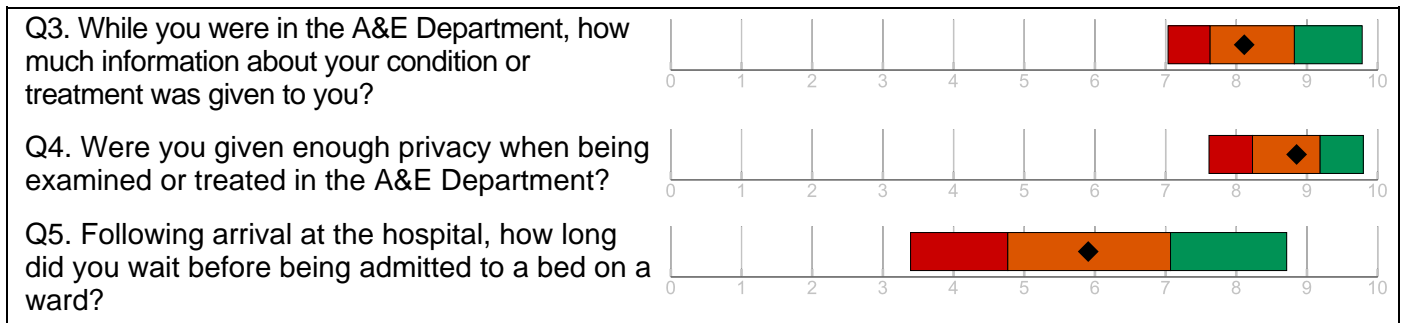 Q3. While you were in the A&E Department, how
much information about your condition or
treatment was given to you?
0 1 2 3 4 5 6 7 8 9 10
Q4. Were you given enough privacy when being
examined or treated in the A&E Department?
0 1 2 3 4 5 6 7 8 9 10
Q5. Following arrival at the hospital, how long
did you wait before being admitted to a bed on a
ward?
0 1 2 3 4 5 6 7 8 9 10